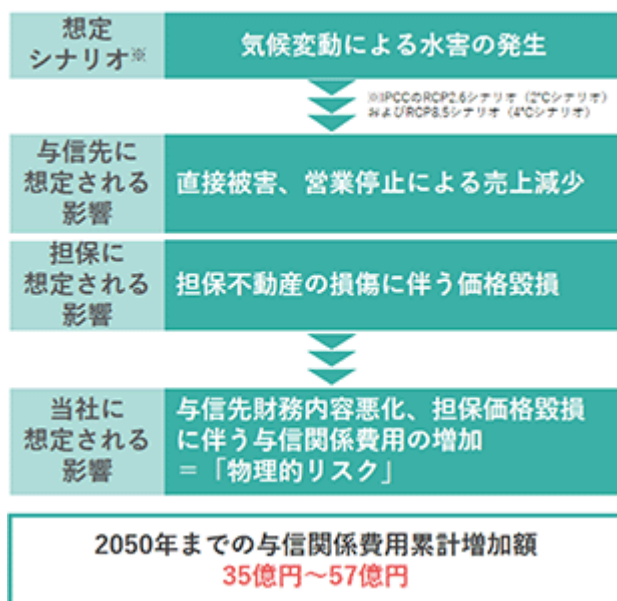 想定
シナリオ※
気候変動による水害の発生
※IPCCのRCP2.6シナリオ（2℃シナリオ）
およびRCP8.5シナリオ（4℃シナリオ）
与信先に
想定される
影響
直接被害、営業停止による売上減少
担保に
想定される
影響
担保不動産の損傷に伴う価格毀損
当社に
想定される
影響
与信先財務内容悪化、担保価格毀損
に伴う与信関係費用の増加
＝「物理的リスク」
2050年までの与信関係費用累計増加額
35億円～57億円